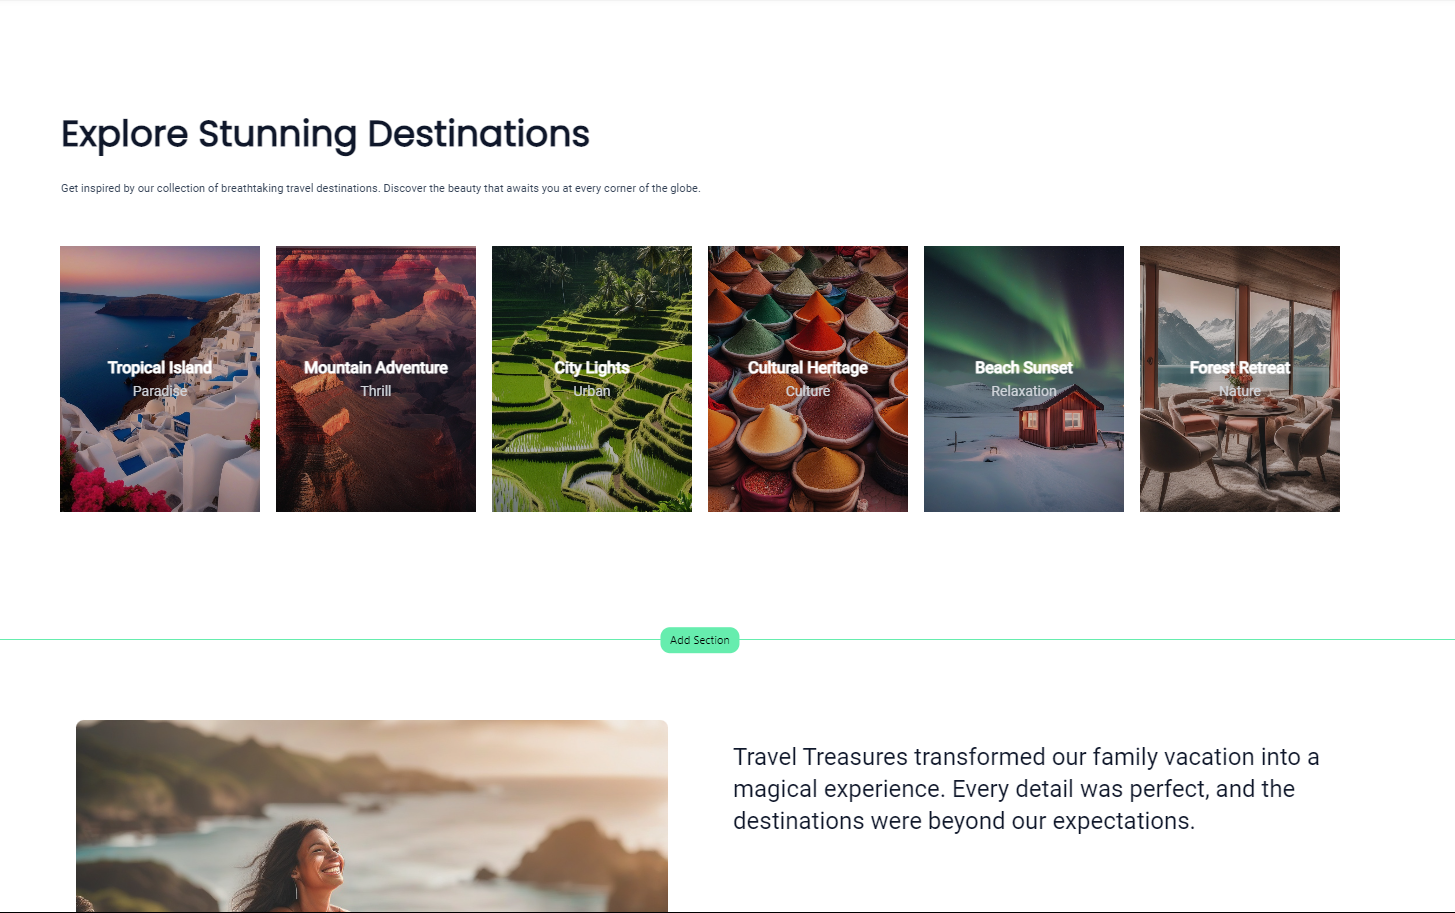 Explore Stunning Destinations
Get inspired by our collection of breathtaking travel destinations. Discover the beauty that awaits you at every corner of the globe.
Tropical Island
Paradise
Mountain Adventure
Thrill
City Lights
Urban
Cultural Heritage
Culture
Beach Sunset
Relaxation
Forest Retreat
Nature
Add Section
Travel Treasures transformed our family vacation into a
magical experience. Every detail was perfect, and the
destinations were beyond our expectations.